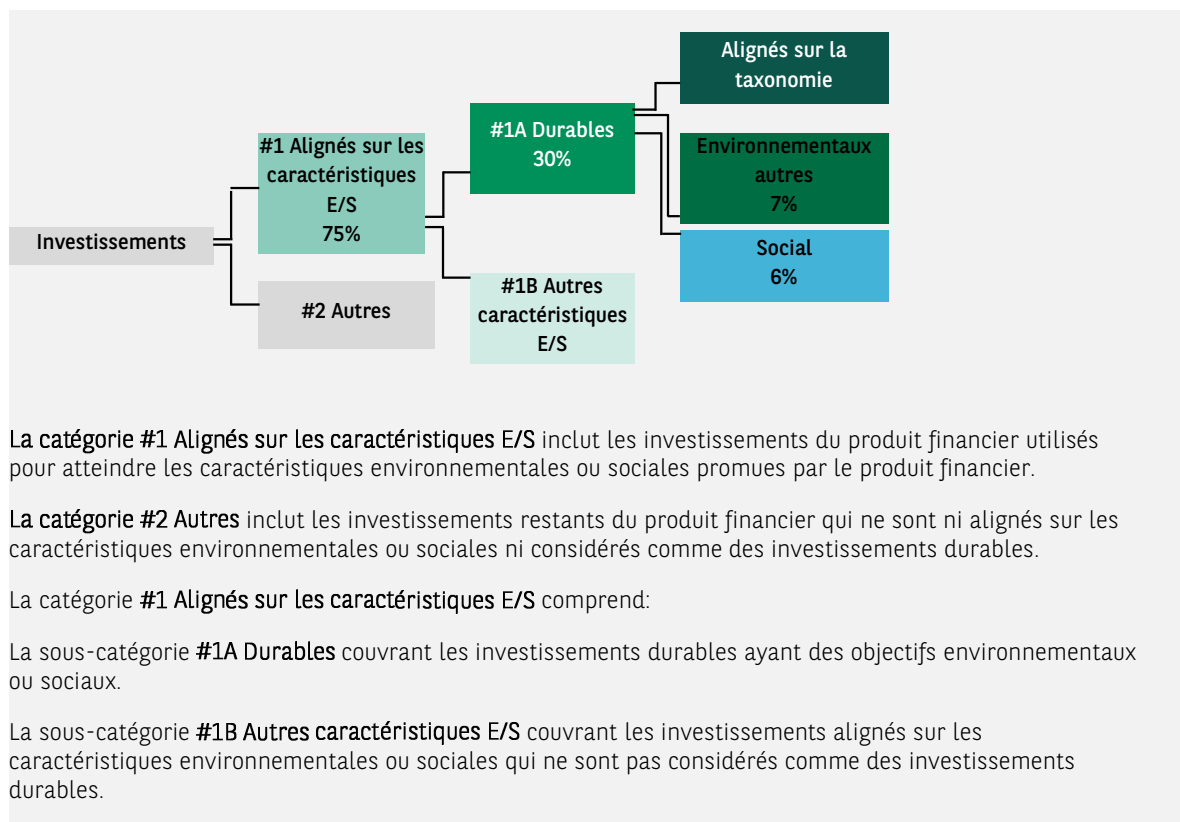 Investissements
#1 Alignés sur les
caractéristiques
E/S
75%
#2 Autres
#1A Durables
30%
#1B Autres
caractéristiques
E/S
Alignés sur la
taxonomie
Environnementaux
autres
7%
Social
6%
La catégorie #1 Alignés sur les caractéristiques E/S inclut les investissements du produit financier utilisés
pour atteindre les caractéristiques environnementales ou sociales promues par le produit financier.
La catégorie #2 Autres inclut les investissements restants du produit financier qui ne sont ni alignés sur les
caractéristiques environnementales ou sociales ni considérés comme des investissements durables.
La catégorie #1 Alignés sur les caractéristiques E/S comprend:
La sous-catégorie #1A Durables couvrant les investissements durables ayant des objectifs environnementaux
ou sociaux.
La sous-catégorie #1B Autres caractéristiques E/S couvrant les investissements alignés sur les
caractéristiques environnementales ou sociales qui ne sont pas considérés comme des investissements
durables.